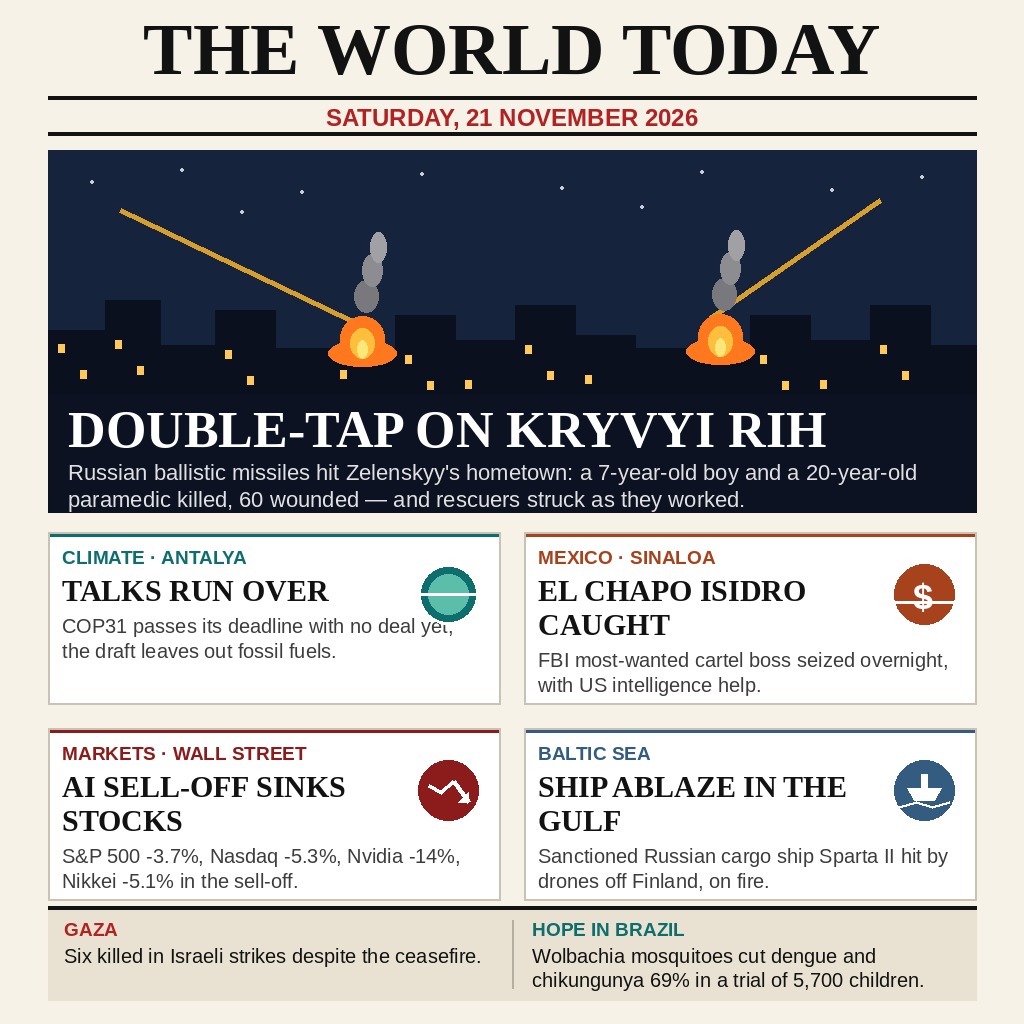 THE WORLD TODAY
SATURDAY, 21 NOVEMBER 2026
DOUBLE-TAP ON KRYVYI RIH
Russian ballistic missiles hit Zelenskyy's hometown: a 7-year-old boy and a 20-year-old
paramedic killed, 60 wounded — and rescuers struck as they worked.
CLIMATE · ANTALYA
TALKS RUN OVER
COP31 passes its deadline with no deal yet,
the draft leaves out fossil fuels.
MEXICO · SINALOA
EL CHAPO ISIDRO
CAUGHT
$
FBI most-wanted cartel boss seized overnight,
with US intelligence help.
MARKETS · WALL STREET
AI SELL-OFF SINKS
STOCKS
S&P 500 -3.7%, Nasdaq -5.3%, Nvidia -14%,
Nikkei -5.1% in the sell-off.
BALTIC SEA
SHIP ABLAZE IN THE
GULF
Sanctioned Russian cargo ship Sparta II hit by
drones off Finland, on fire.
GAZA
Six killed in Israeli strikes despite the ceasefire.
HOPE IN BRAZIL
Wolbachia mosquitoes cut dengue and
chikungunya 69% in a trial of 5,700 children.